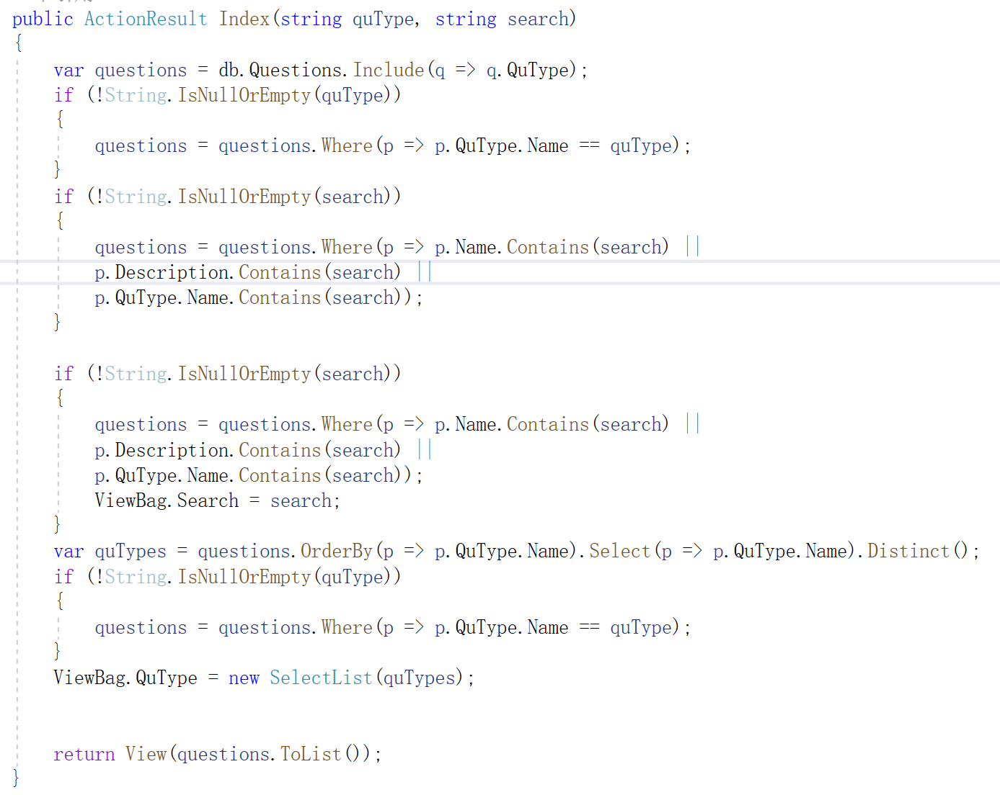 public ActionResult Index(string quType, string search)
{
var questions = db.Questions.Include(q => q.QuType);
if (!String.IsNullOrEmpty(quType))
{
questions = questions.Where(p => p.QuType.Name == quType);
}
if (!String.IsNullOrEmpty(search))
{
questions = questions.Where(p => p.Name.Contains(search) ||
p.Description.Contains(search) ||
p.QuType.Name.Contains(search));
}
if (!String.IsNullOrEmpty(search))
{
questions = questions.Where(p => p.Name.Contains(search) ||
p.Description.Contains(search) ||
p.QuType.Name.Contains(search));
ViewBag.Search = search;
}
var quTypes = questions.OrderBy(p => p.QuType.Name).Select(p => p.QuType.Name).Distinct();
if (!String.IsNullOrEmpty(quType))
{
questions = questions.Where(p => p.QuType.Name == quType);
}
ViewBag.QuType = new SelectList(quTypes);
return View(questions.ToList());
}